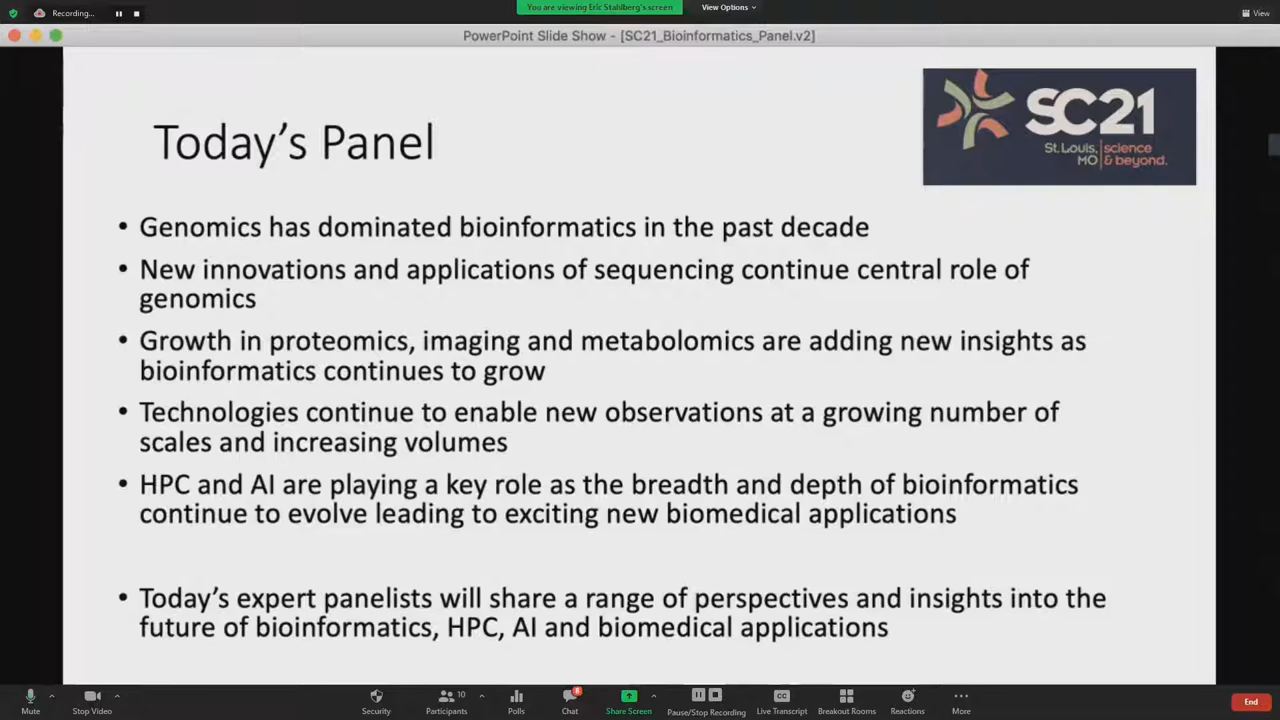 Recording...
You are viewing Eric Stahlberg's screen
View Options
View
PowerPoint Slide Show - [SC21_Bioinformatics_Panel.v2]
SC21
St. Louis, MO | science & beyond.
Today's Panel
• Genomics has dominated bioinformatics in the past decade
• New innovations and applications of sequencing continue central role of
genomics
• Growth in proteomics, imaging and metabolomics are adding new insights as
bioinformatics continues to grow
• Technologies continue to enable new observations at a growing number of
scales and increasing volumes
• HPC and AI are playing a key role as the breadth and depth of bioinformatics
continue to evolve leading to exciting new biomedical applications
• Today's expert panelists will share a range of perspectives and insights into the
future of bioinformatics, HPC, AI and biomedical applications
Mute
Stop Video
Security
10
Participants
Polls
8
Chat
Share Screen
Pause/Stop Recording
CC
Live Transcript
Breakout Rooms
Reactions
More
End